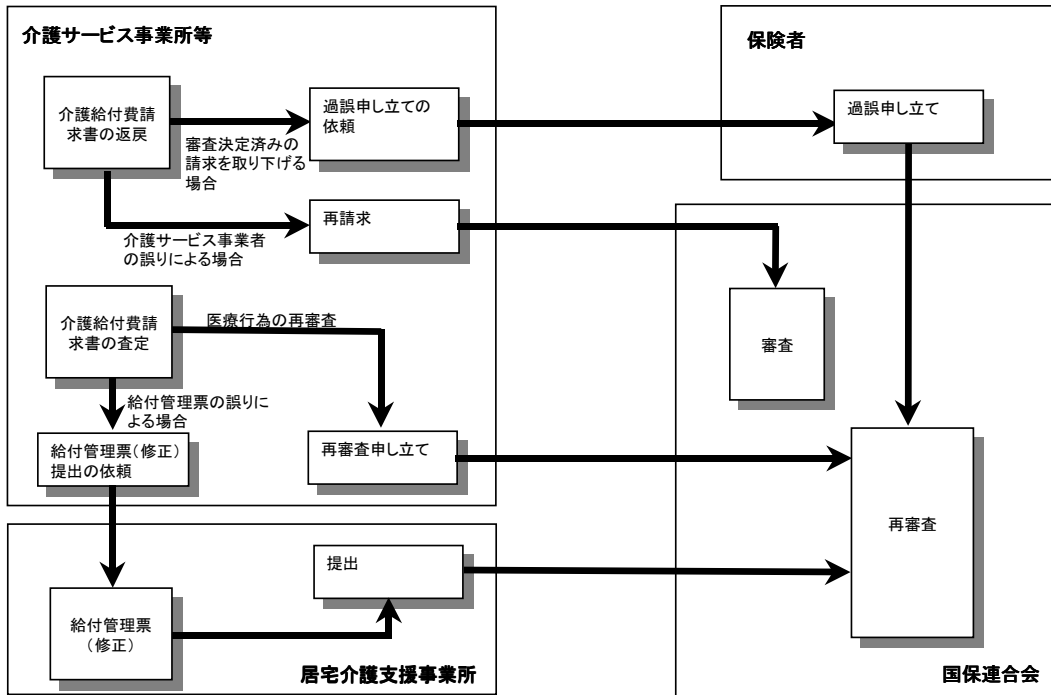 介護サービス事業所等
保険者
介護給付費請
求書の返戻
過誤申し立ての
依頼
過誤申し立て
審査決定済みの
請求を取り下げる
場合
再請求
介護サービス事業者
の誤りによる場合
介護給付費請
求書の査定
医療行為の再審査
審査
給付管理票の誤りに
よる場合
給付管理票(修正)
提出の依頼
再審査申し立て
再審査
提出
給付管理票
(修正)
居宅介護支援事業所
国保連合会